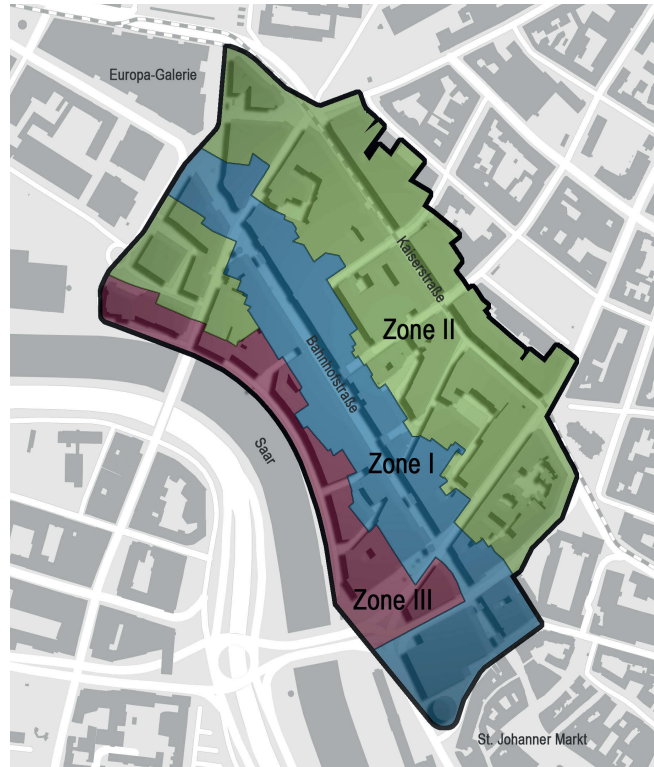 Europa-Galerie
Kaiserstraße
Zone II
Bahnhofstraße
Saar
Zone I
Zone III
St. Johanner Markt